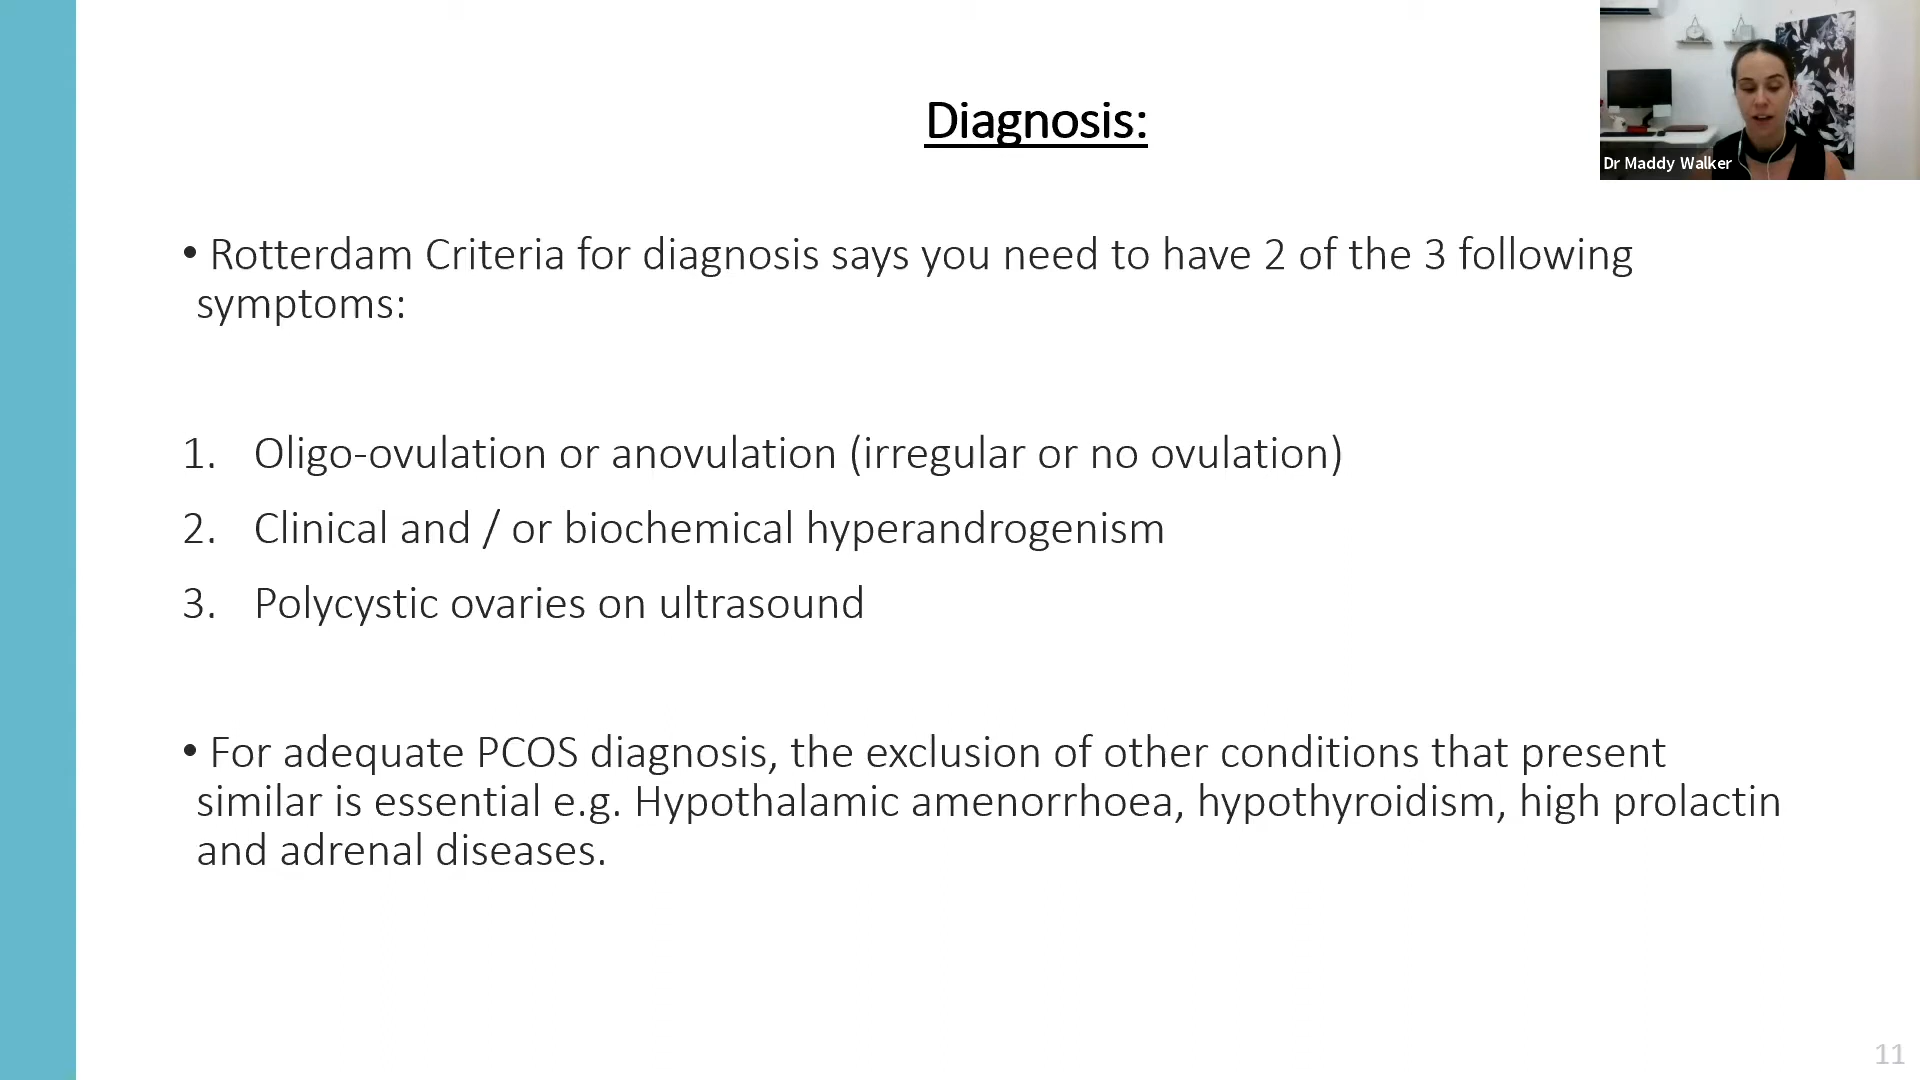 Diagnosis:
Dr Maddy Walker
• Rotterdam Criteria for diagnosis says you need to have 2 of the 3 following
symptoms:
1. Oligo-ovulation or anovulation (irregular or no ovulation)
2. Clinical and / or biochemical hyperandrogenism
3. Polycystic ovaries on ultrasound
• For adequate PCOS diagnosis, the exclusion of other conditions that present
similar is essential e.g. Hypothalamic amenorrhoea, hypothyroidism, high prolactin
and adrenal diseases.
11